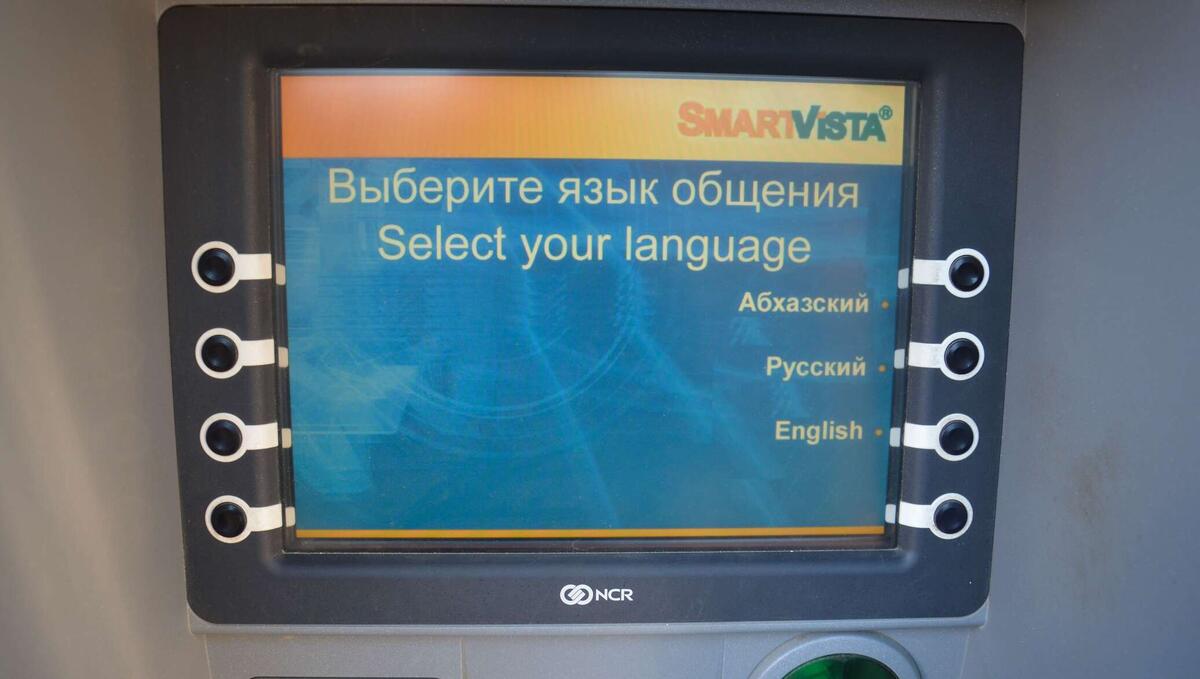 SMARTVISTA®
Выберите язык общения
Select your language
Абхазский
Русский
English
NCR